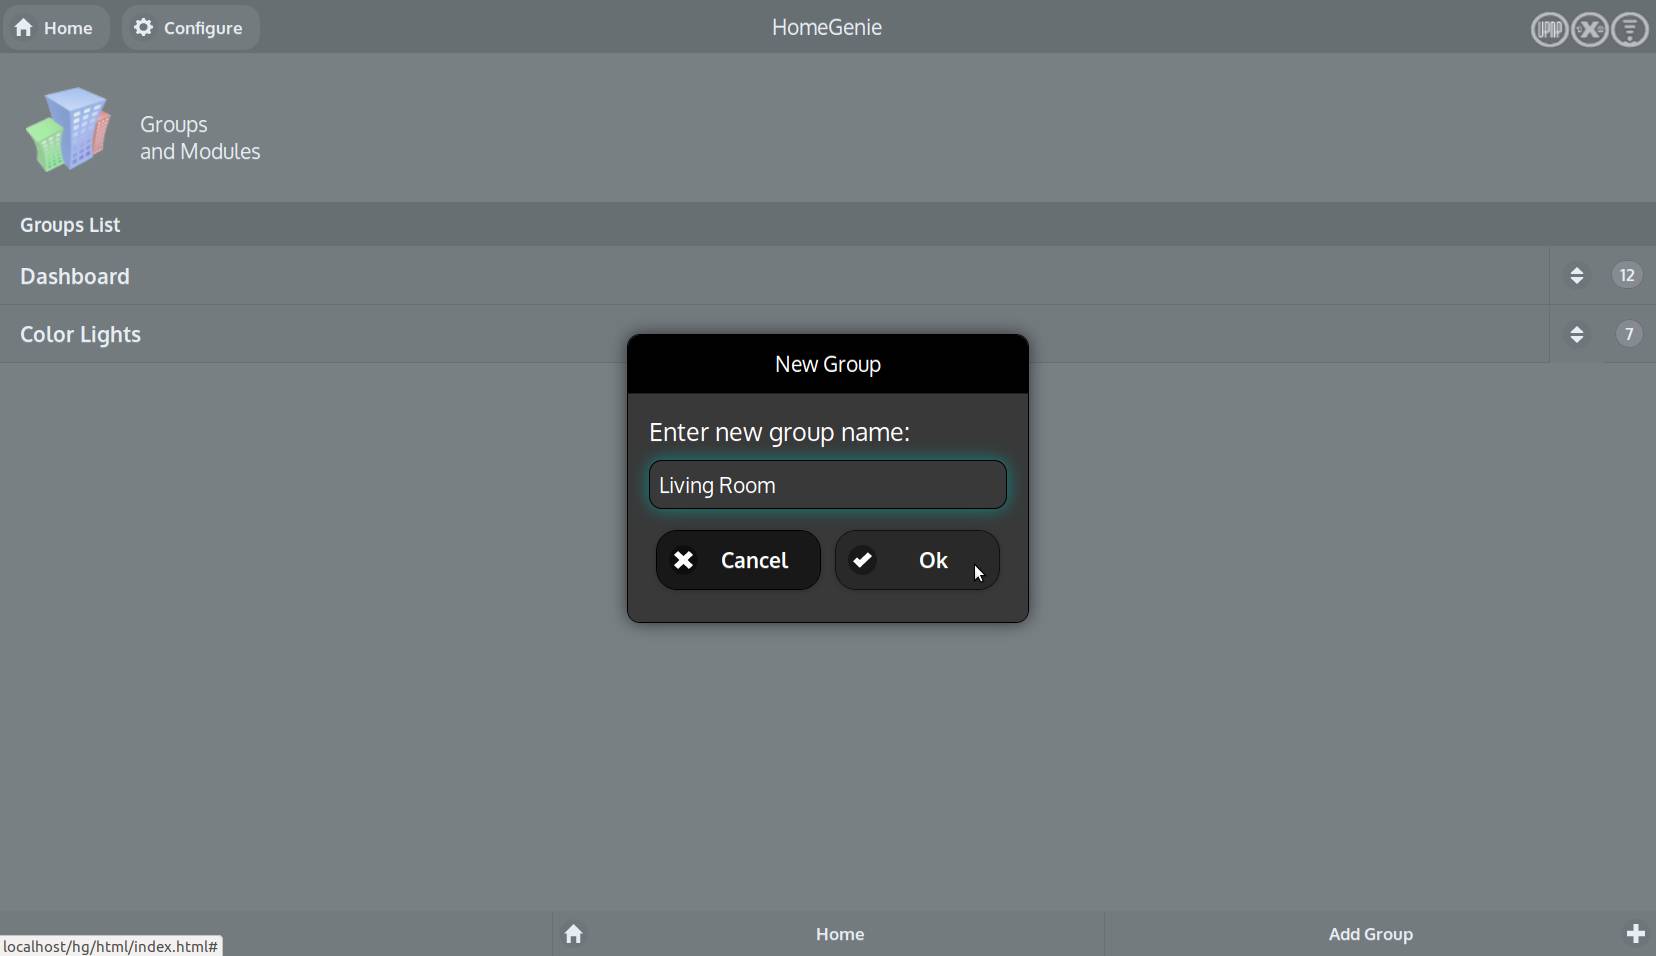 Home
Configure
HomeGenie
UPNP
X
Groups
and Modules
Groups List
Dashboard
12
Color Lights
7
New Group
Enter new group name:
Living Room
Cancel
Ok
localhost/hg/html/index.html#
Home
Add Group